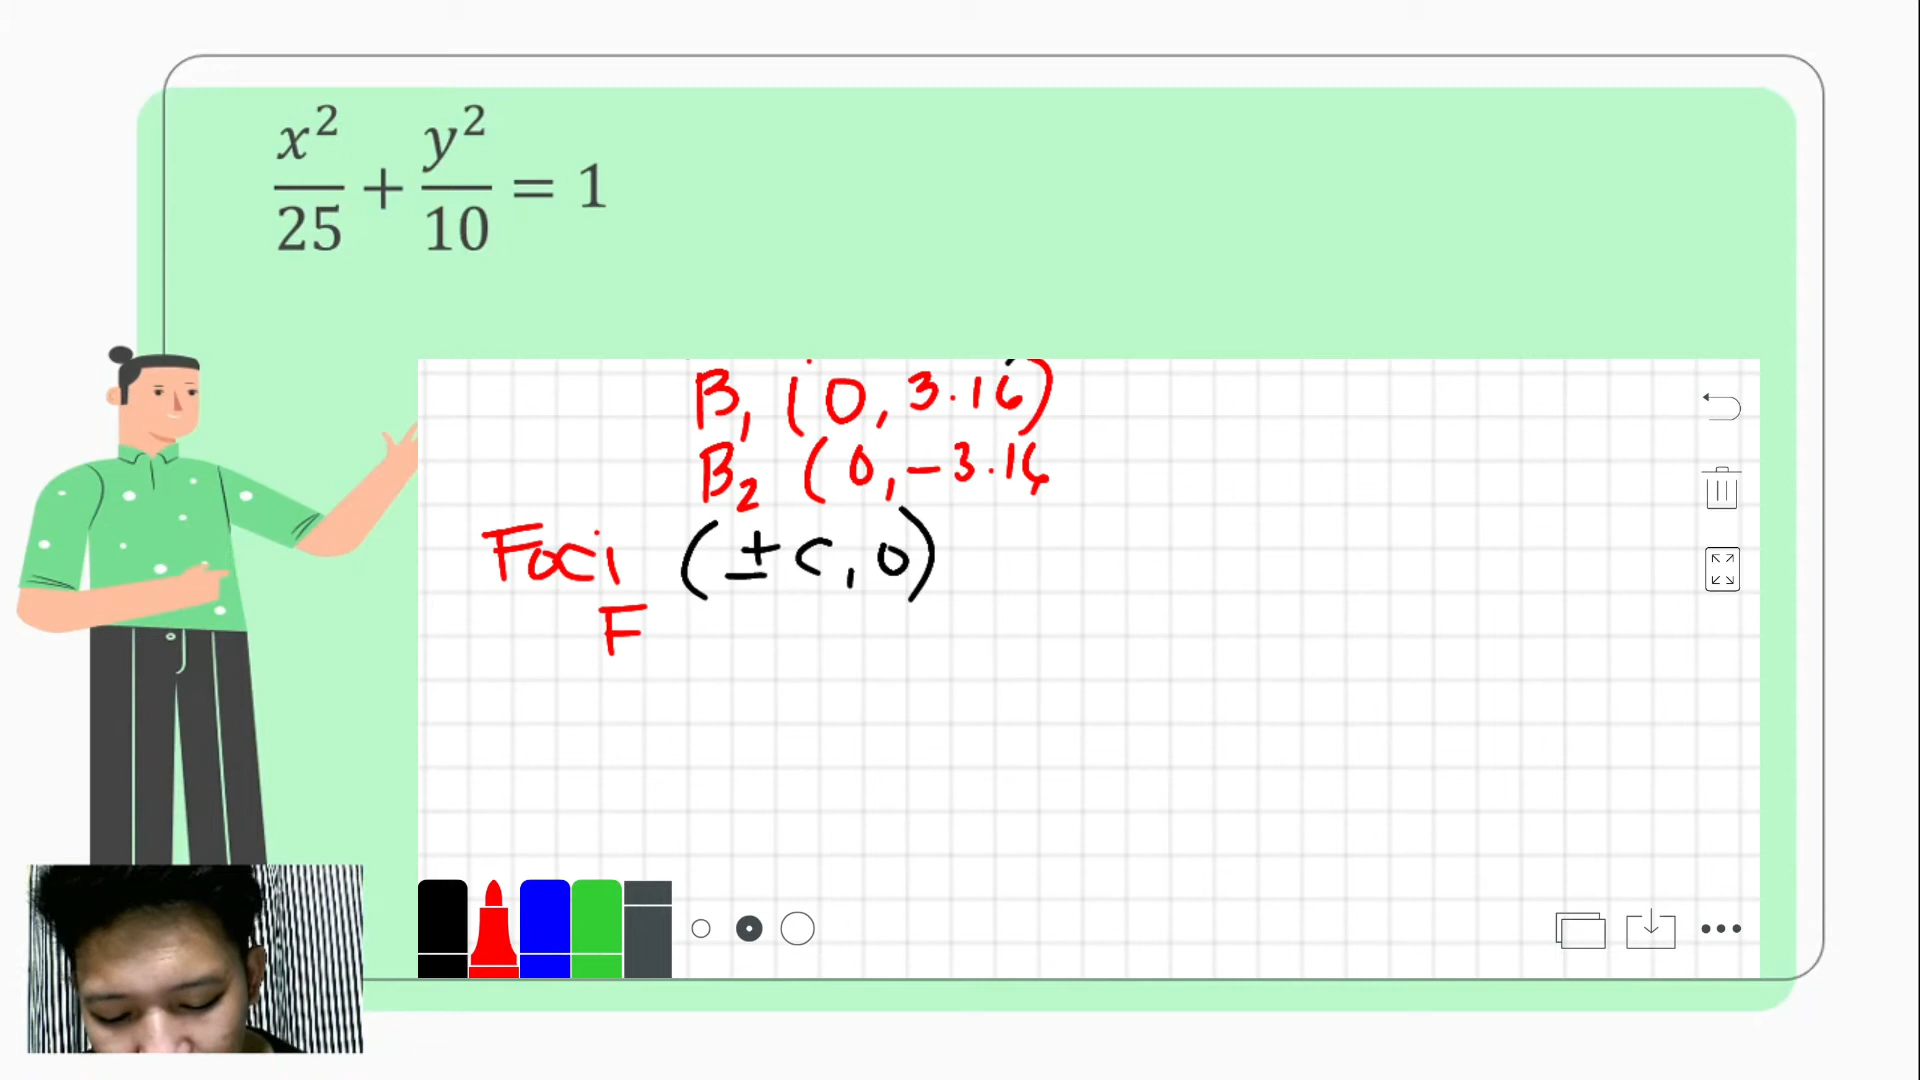 x²/25 + y²/10 = 1
B₁ (0, 3.16)
B₂ (0, -3.16
Foci (±c, 0)
F